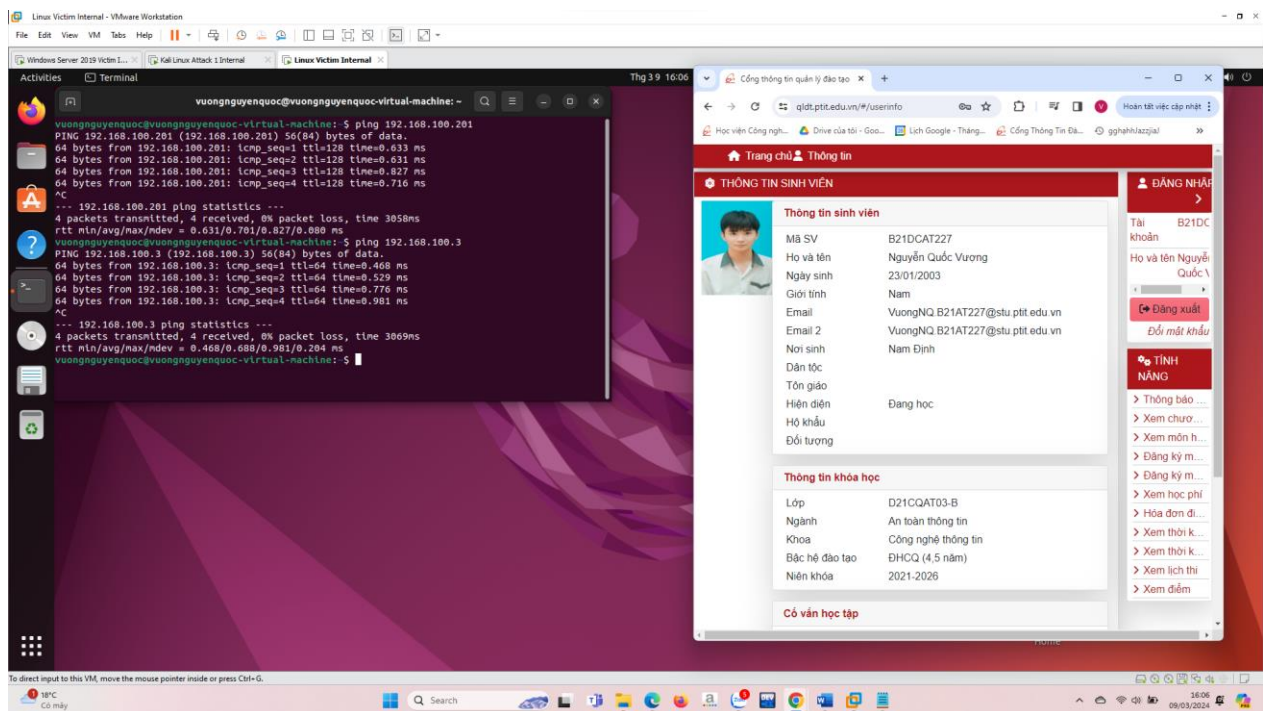 Linux Victim Internal - VMware Workstation
File Edit View VM Tabs Help
Windows Server 2019 Victim I...
Kali Linux Attack 1 Internal
Linux Victim Internal
Activities
Terminal
Thg 3 9 16:06
vuongnguyenquoc@vuongnguyenquoc-virtual-machine: ~
vuongnguyenquoc@vuongnguyenquoc-virtual-machine:~$ ping 192.168.100.201
PING 192.168.100.201 (192.168.100.201) 56(84) bytes of data.
64 bytes from 192.168.100.201: icmp_seq=1 ttl=128 time=0.633 ms
64 bytes from 192.168.100.201: icmp_seq=2 ttl=128 time=0.631 ms
64 bytes from 192.168.100.201: icmp_seq=3 ttl=128 time=0.827 ms
64 bytes from 192.168.100.201: icmp_seq=4 ttl=128 time=0.716 ms
^C
--- 192.168.100.201 ping statistics ---
4 packets transmitted, 4 received, 0% packet loss, time 3058ms
rtt min/avg/max/mdev = 0.631/0.701/0.827/0.080 ms
vuongnguyenquoc@vuongnguyenquoc-virtual-machine:~$ ping 192.168.100.3
PING 192.168.100.3 (192.168.100.3) 56(84) bytes of data.
64 bytes from 192.168.100.3: icmp_seq=1 ttl=64 time=0.468 ms
64 bytes from 192.168.100.3: icmp_seq=2 ttl=64 time=0.529 ms
64 bytes from 192.168.100.3: icmp_seq=3 ttl=64 time=0.776 ms
64 bytes from 192.168.100.3: icmp_seq=4 ttl=64 time=0.981 ms
^C
--- 192.168.100.3 ping statistics ---
4 packets transmitted, 4 received, 0% packet loss, time 3069ms
rtt min/avg/max/mdev = 0.468/0.688/0.981/0.204 ms
vuongnguyenquoc@vuongnguyenquoc-virtual-machine:~$
Cổng thông tin quản lý đào tạo
qldt.ptit.edu.vn/#/userinfo
V
Hoàn tất việc cập nhật
Học viện Công ngh...
Drive của tôi - Goo...
Lịch Google - Tháng...
Cổng Thông Tin Đà...
gghphhJazzjia)
Trang chủ Thông tin
THÔNG TIN SINH VIÊN
Thông tin sinh viên
Mã SV B21DCAT227
Họ và tên Nguyễn Quốc Vương
Ngày sinh 23/01/2003
Giới tính Nam
Email VuongNQ.B21AT227@stu.ptit.edu.vn
Email 2 VuongNQ.B21AT227@stu.ptit.edu.vn
Nơi sinh Nam Định
Dân tộc
Tôn giáo
Hiện diện Đang học
Hộ khẩu
Đối tượng
Thông tin khóa học
Lớp D21CQAT03-B
Ngành An toàn thông tin
Khoa Công nghệ thông tin
Bậc hệ đào tạo ĐHCQ (4,5 năm)
Niên khóa 2021-2026
Cố vấn học tập
ĐĂNG NHẬP
Tài khoản B21DC
Họ và tên Nguyễ
Quốc V
Đăng xuất
Đổi mật khẩu
TÍNH NĂNG
Thông báo ...
Xem chươ...
Xem môn h...
Đăng ký m...
Đăng ký m...
Xem học phí
Hóa đơn đi...
Xem thời k...
Xem thời k...
Xem lịch thi
Xem điểm
Home
To direct input to this VM, move the mouse pointer inside or press Ctrl+G.
1
18°C
Có mây
Search
5
16:06
09/03/2024